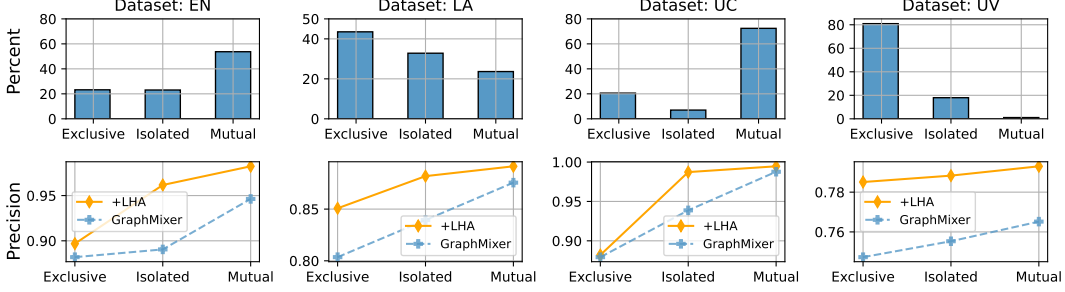 Dataset: EN
Dataset: LA
Dataset: UC
Dataset: UV
Percent
80
60
40
20
0
Exclusive Isolated Mutual
50
40
20
0
Exclusive Isolated Mutual
80
60
40
20
0
Exclusive Isolated Mutual
80
60
40
20
0
Exclusive Isolated Mutual
Precision
0.95
0.90
+LHA
GraphMixer
Exclusive Isolated Mutual
0.85
0.80
+LHA
GraphMixer
Exclusive Isolated Mutual
1.00
0.90
+LHA
GraphMixer
Exclusive Isolated Mutual
0.78
0.76
+LHA
GraphMixer
Exclusive Isolated Mutual